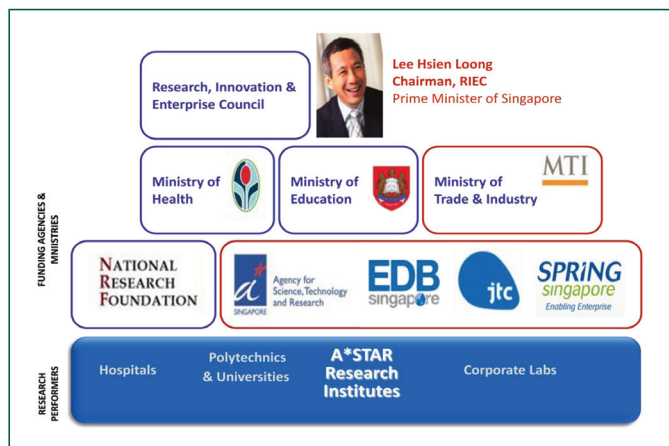 Research, Innovation &
Enterprise Council
Lee Hsien Loong
Chairman, RIEC
Prime Minister of Singapore
FUNDING AGENCIES &
MNIISTRIES
Ministry of
Health
Ministry of
Education
Ministry of
Trade & Industry
MTI
NATIONAL
RESEARCH
FOUNDATION
a*
SINGAPORE
Agency for
Science, Technology
and Research
EDB
singapore
jtc
SPRING
singapore
Enabling Enterprise
RESEARCH
PERFORMERS
Hospitals
Polytechnics
& Universities
A*STAR
Research
Institutes
Corporate Labs